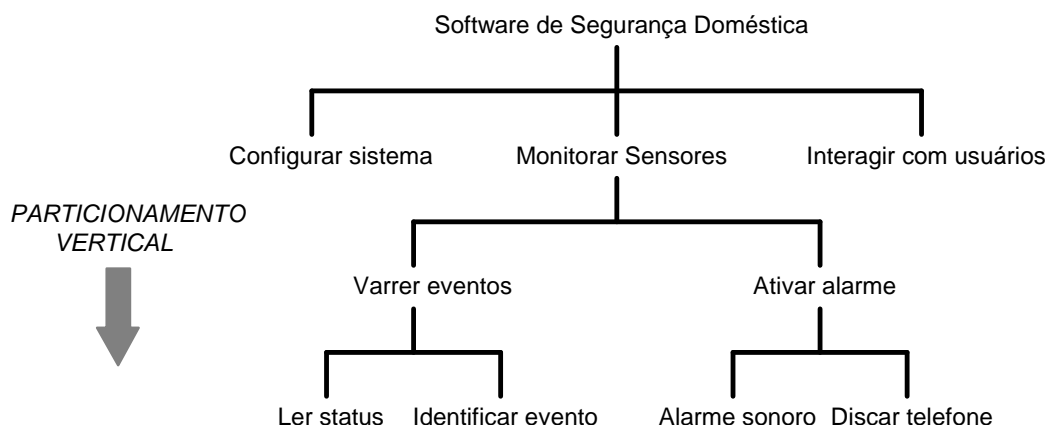 Software de Segurança Doméstica
Configurar sistema
Monitorar Sensores
Interagir com usuários
PARTICIONAMENTO
VERTICAL
Varrer eventos
Ativar alarme
Ler status
Identificar evento
Alarme sonoro
Discar telefone